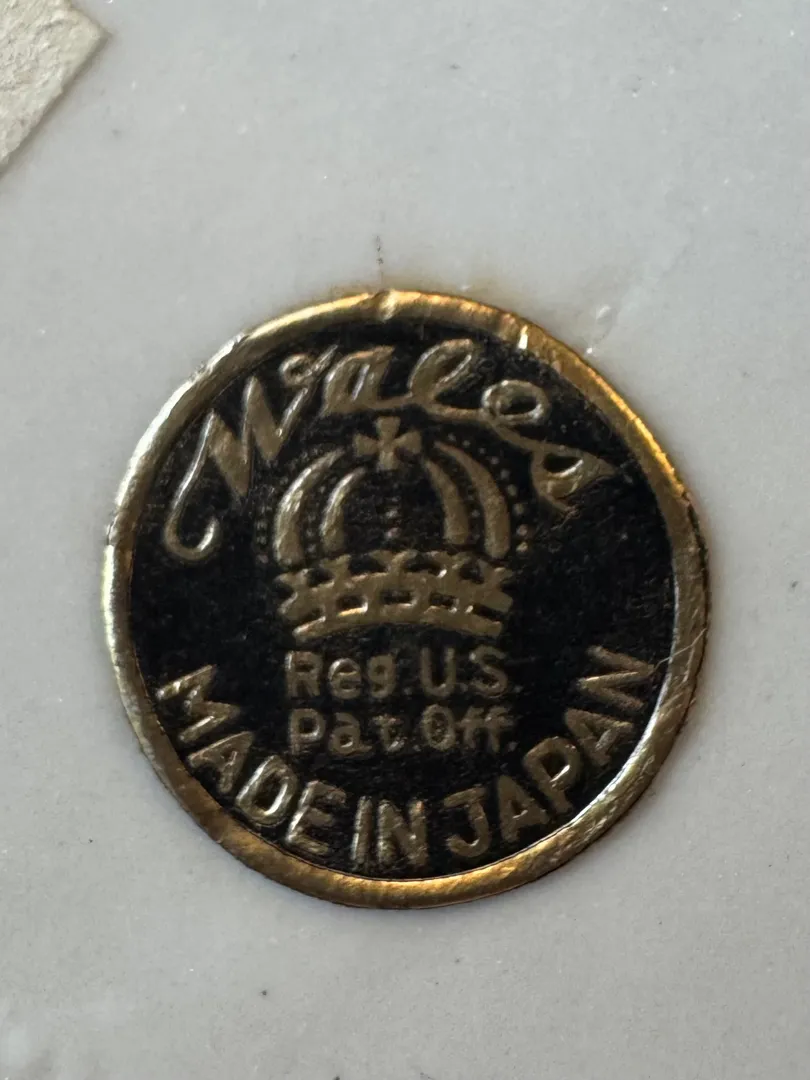 Wales
Reg. U.S.
Pat. Off.
MADE IN JAPAN